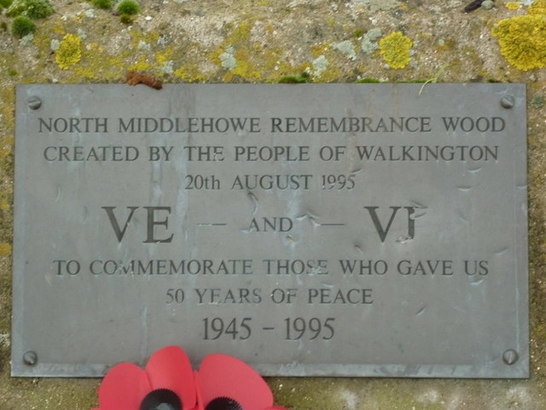 NORTH MIDDLEHOWE REMEMBRANCE WOOD
CREATED BY THE PEOPLE OF WALKINGTON
20th AUGUST 1995
VE — AND — VJ
TO COMMEMORATE THOSE WHO GAVE US
50 YEARS OF PEACE
1945 - 1995